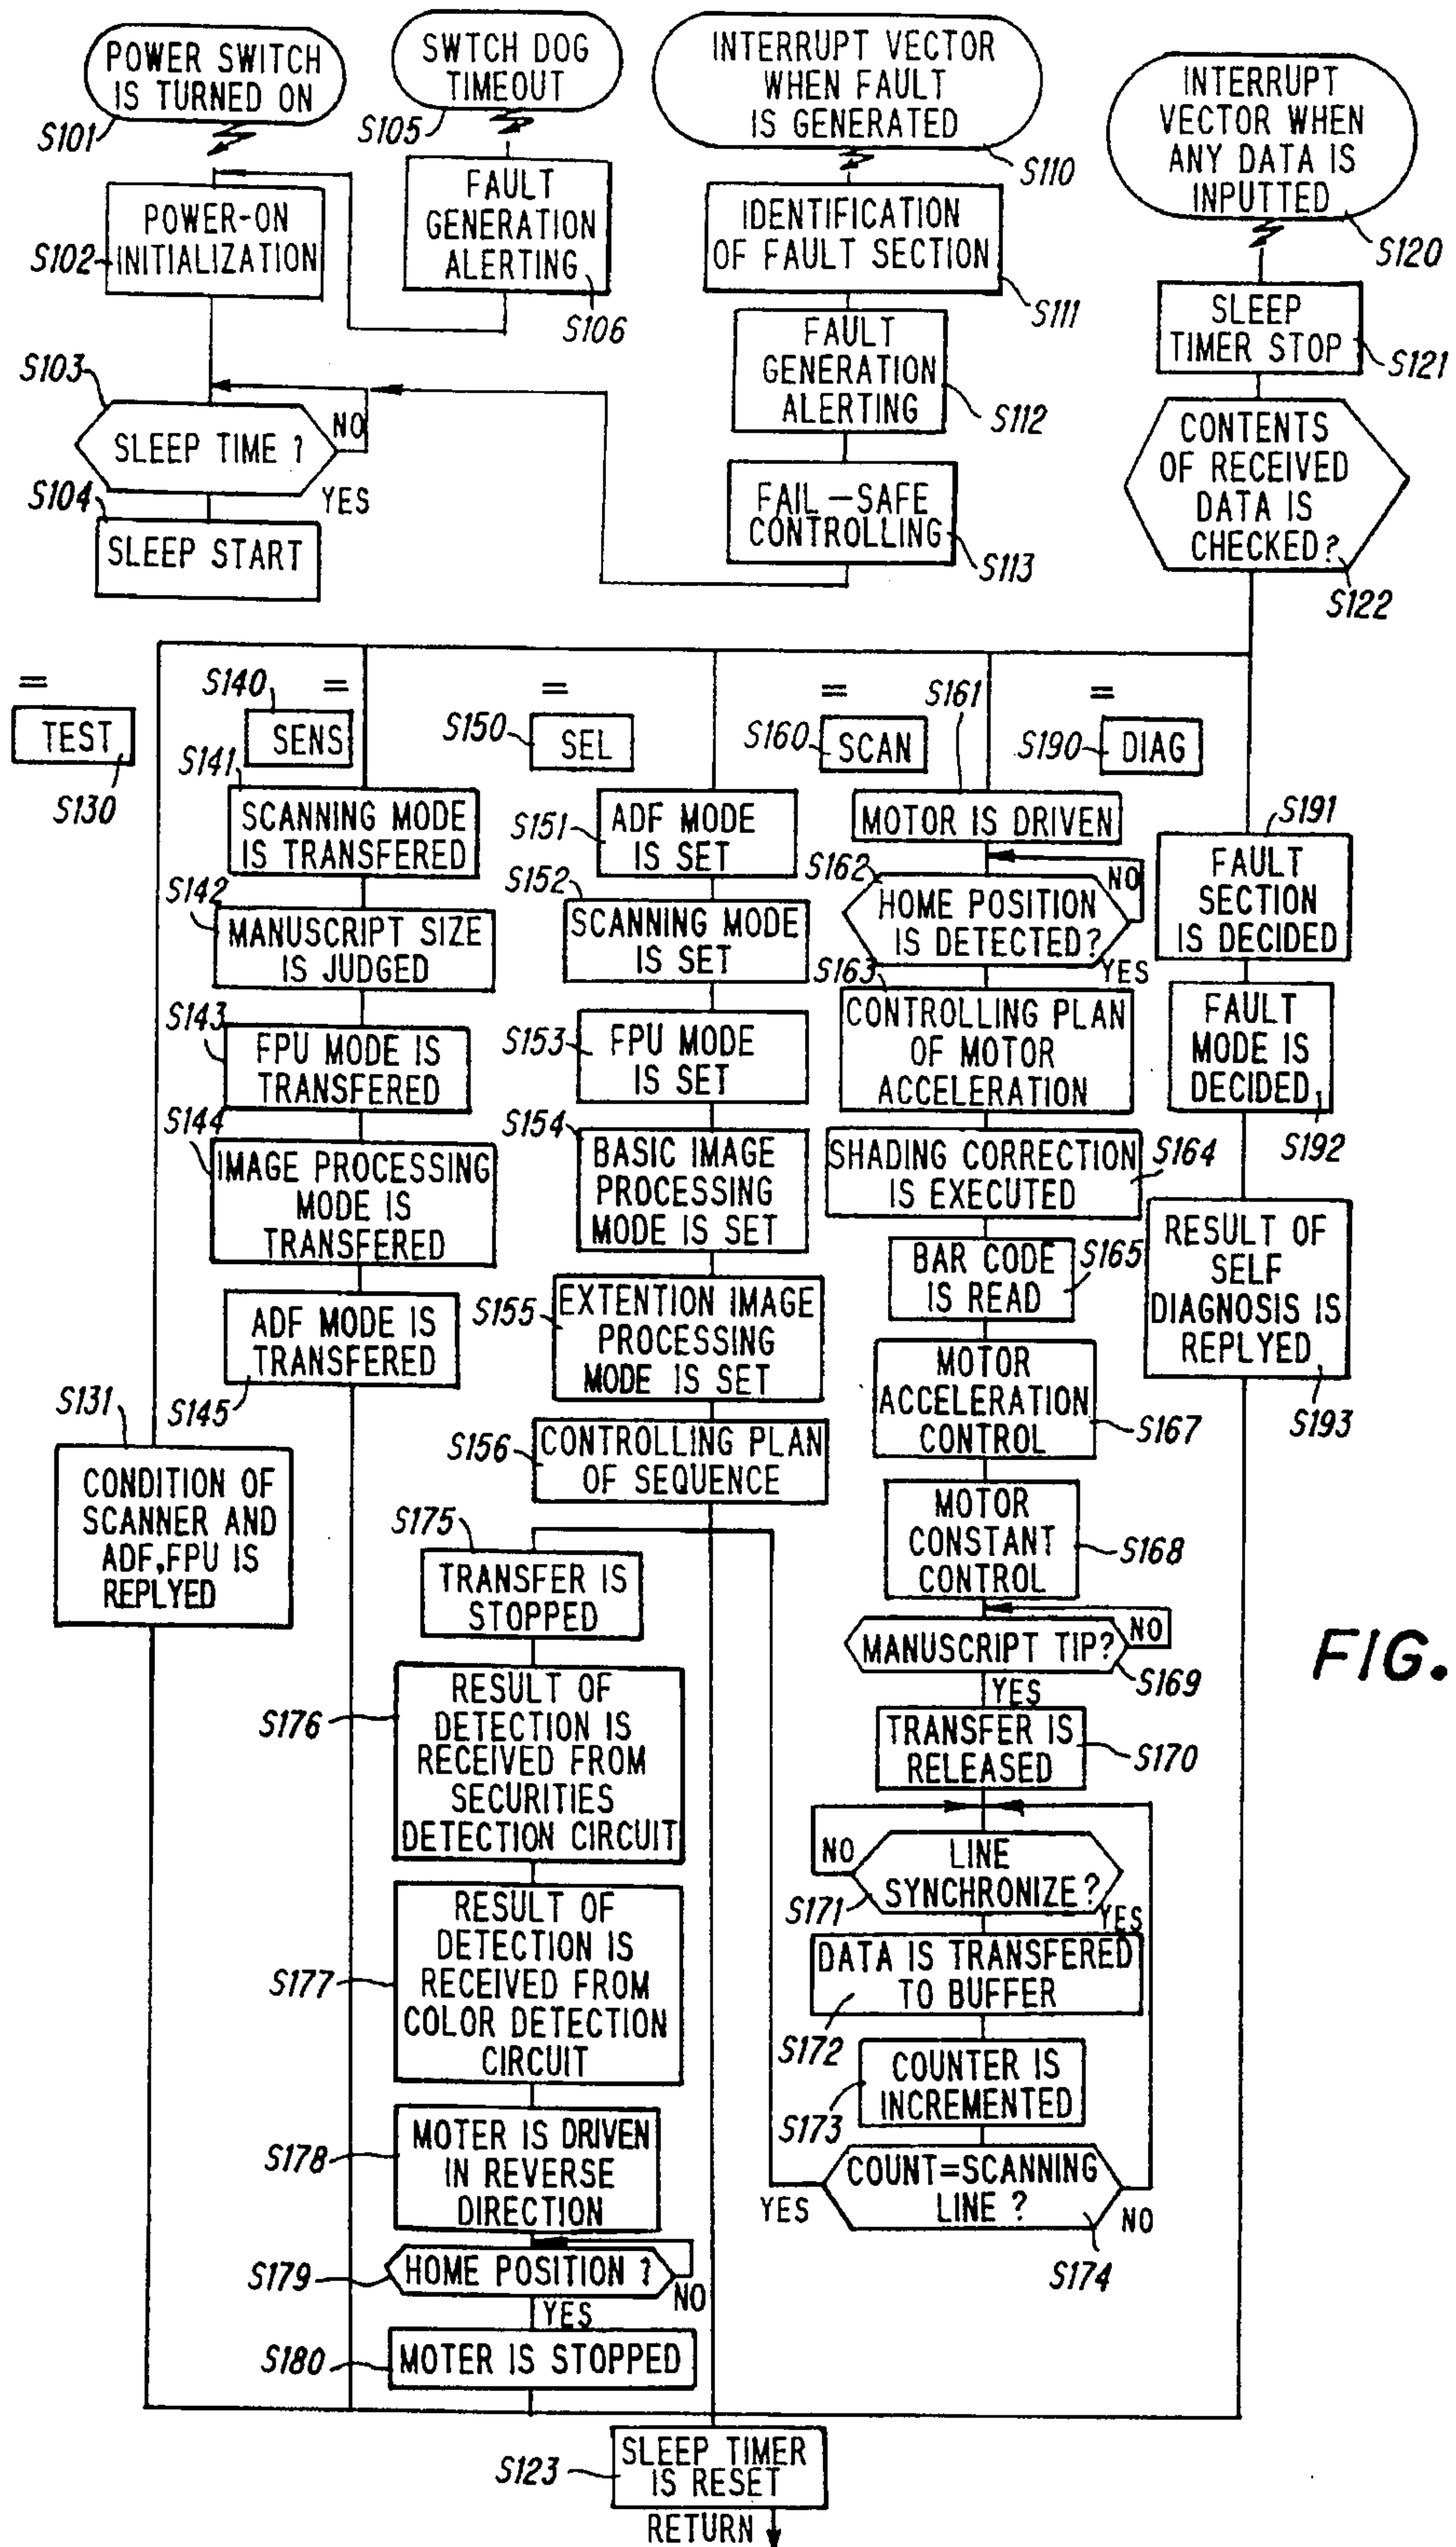 POWER SWITCH
IS TURNED ON
S101
POWER-ON
INITIALIZATION
S102
S103
SLEEP TIME ?
NO
YES
S104
SLEEP START
SWTCH DOG
TIMEOUT
S105
FAULT
GENERATION
ALERTING
S106
INTERRUPT VECTOR
WHEN FAULT
IS GENERATED
S110
IDENTIFICATION
OF FAULT SECTION
S111
FAULT
GENERATION
ALERTING
S112
FAIL-SAFE
CONTROLLING
S113
INTERRUPT
VECTOR WHEN
ANY DATA IS
INPUTTED
S120
SLEEP
TIMER STOP
S121
CONTENTS
OF RECEIVED
DATA IS
CHECKED?
S122
=
TEST
S130
S131
CONDITION OF
SCANNER AND
ADF,FPU IS
REPLYED
S140
=
SENS
S141
SCANNING MODE
IS TRANSFERED
S142
MANUSCRIPT SIZE
IS JUDGED
S143
FPU MODE IS
TRANSFERED
S144
IMAGE PROCESSING
MODE IS
TRANSFERED
ADF MODE IS
TRANSFERED
S145
=
S150
SEL
S151
ADF MODE
IS SET
S152
SCANNING MODE
IS SET
S153
FPU MODE
IS SET
S154
BASIC IMAGE
PROCESSING
MODE IS SET
S155
EXTENTION IMAGE
PROCESSING
MODE IS SET
S156
CONTROLLING PLAN
OF SEQUENCE
=
S160
SCAN
S161
MOTOR IS DRIVEN
S162
HOME POSITION
IS DETECTED?
NO
YES
S163
CONTROLLING PLAN
OF MOTOR
ACCELERATION
SHADING CORRECTION
IS EXECUTED
S164
BAR CODE
IS READ
S165
MOTOR
ACCELERATION
CONTROL
S167
MOTOR
CONSTANT
CONTROL
S168
MANUSCRIPT TIP?
NO
S169
YES
TRANSFER IS
RELEASED
S170
NO
LINE
SYNCHRONIZE?
S171
YES
DATA IS TRANSFERED
TO BUFFER
S172
COUNTER IS
INCREMENTED
S173
COUNT=SCANNING
LINE ?
YES
NO
S174
S175
TRANSFER IS
STOPPED
S176
RESULT OF
DETECTION IS
RECEIVED FROM
SECURITIES
DETECTION CIRCUIT
S177
RESULT OF
DETECTION IS
RECEIVED FROM
COLOR DETECTION
CIRCUIT
S178
MOTER IS DRIVEN
IN REVERSE
DIRECTION
S179
HOME POSITION ?
NO
YES
S180
MOTER IS STOPPED
=
S190
DIAG
S191
FAULT
SECTION
IS DECIDED
FAULT
MODE IS
DECIDED
S192
RESULT OF
SELF
DIAGNOSIS IS
REPLYED
S193
S123
SLEEP TIMER
IS RESET
RETURN
FIG.